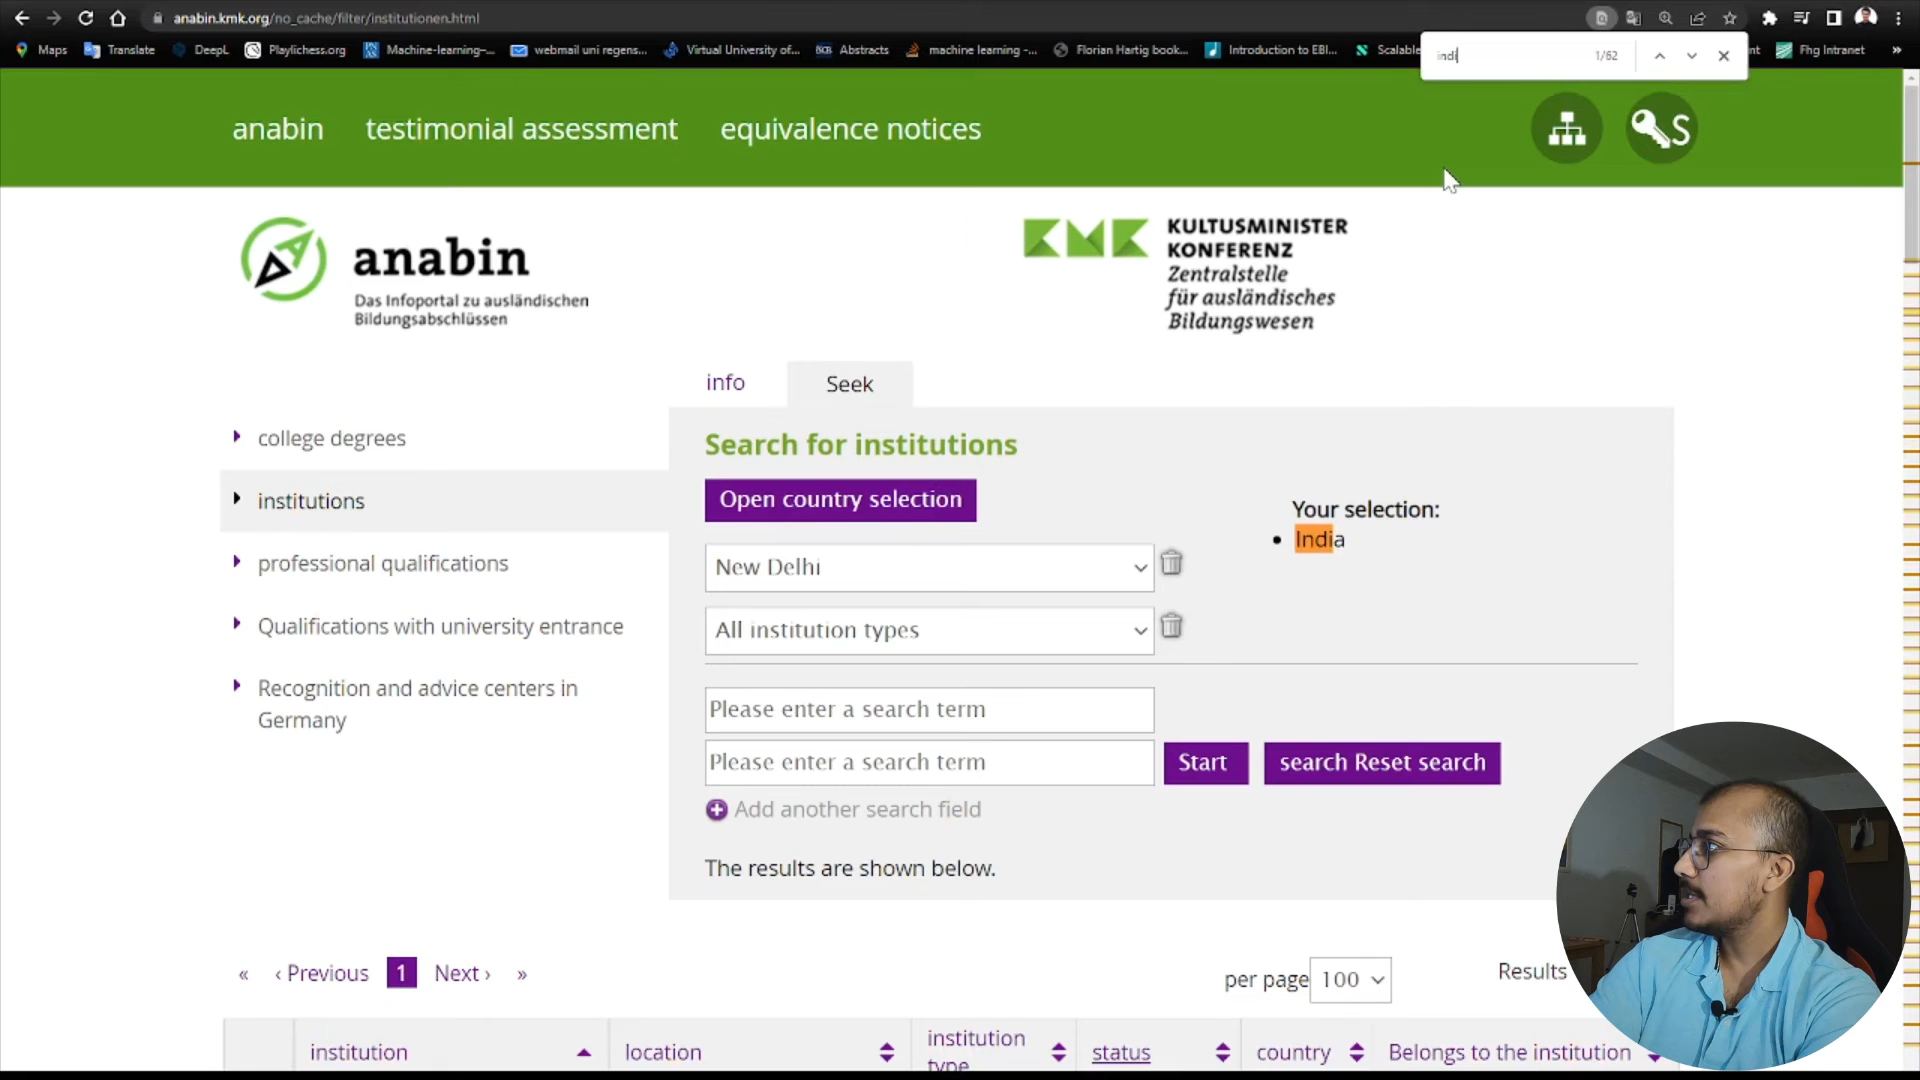 anabin.kmk.org/no_cache/filter/institutionen.html
Maps Translate DeepL Playlichess.org Machine-learning-... webmail uni regens... Virtual University of... Abstracts machine learning -... Florian Hartig book... Introduction to EBI... Scalable nt Fhg Intranet »
indi 1/62
anabin testimonial assessment equivalence notices
S
anabin
Das Infoportal zu ausländischen
Bildungsabschlüssen
KMK KULTUSMINISTER
KONFERENZ
Zentralstelle
für ausländisches
Bildungswesen
info Seek
college degrees
institutions
professional qualifications
Qualifications with university entrance
Recognition and advice centers in
Germany
Search for institutions
Open country selection
Your selection:
• India
New Delhi
All institution types
Please enter a search term
Please enter a search term Start search Reset search
Add another search field
The results are shown below.
« ‹ Previous 1 Next › » per page 100 Results
institution location institution
type status country Belongs to the institution